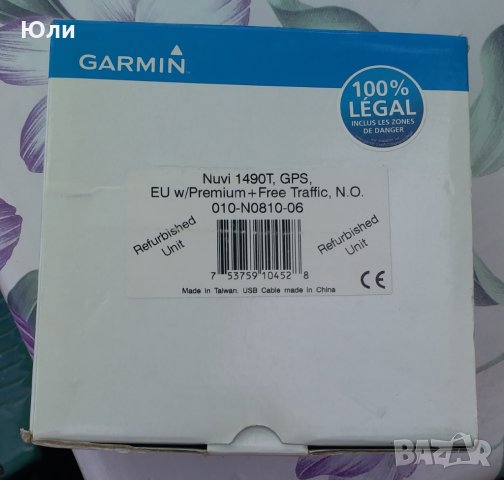 Юли
GARMIN
100%
LÉGAL
INCLUS LES ZONES
DE DANGER
Nuvi 1490T, GPS,
EU w/Premium+Free Traffic, N.O.
010-N0810-06
Refurbished
Unit
Refurbished
Unit
7 53759 10452 8
CE
Made in Taiwan. USB Cable made in China
BAZAR